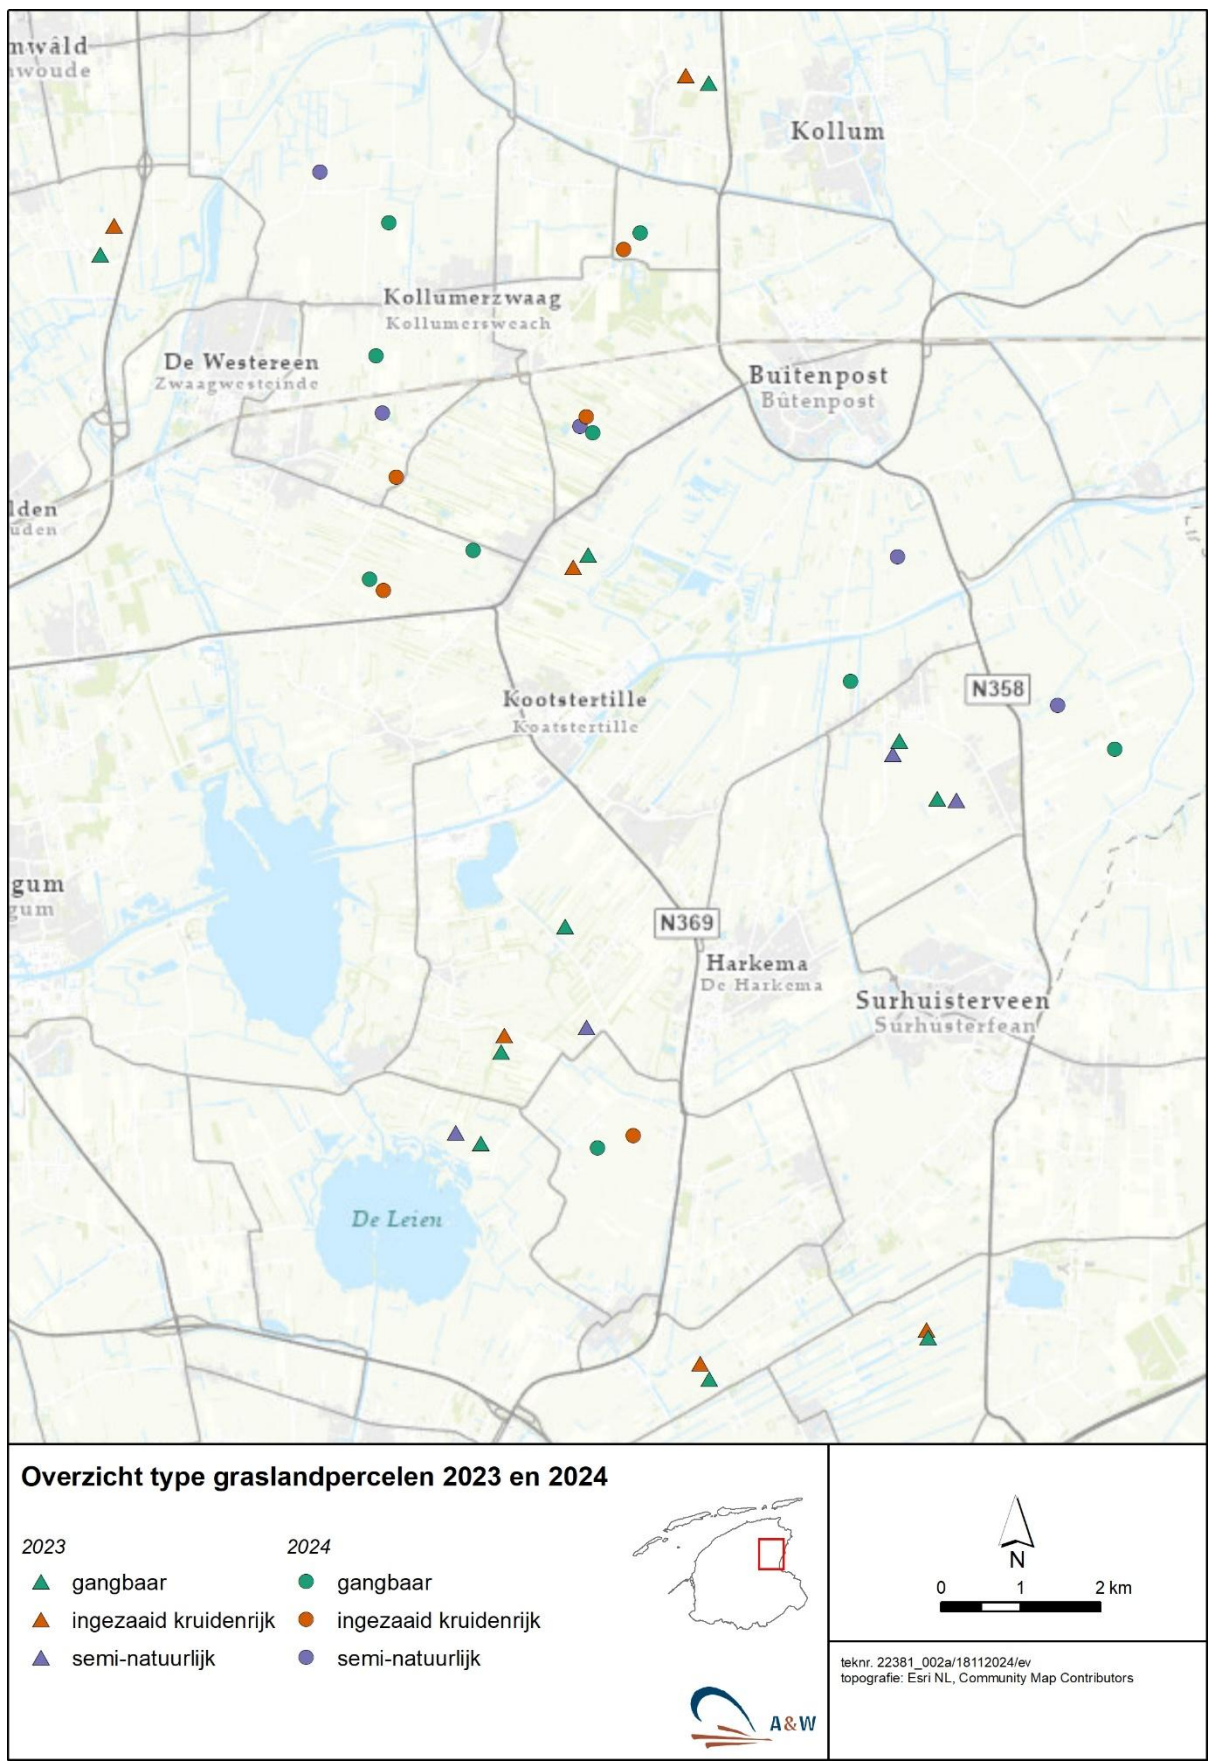 nwâld
woude
Kollum
Kollumerzwaag
Kollumersweach
De Westereen
Zwaagwesteinde
Buitenpost
Bûtenpost
lden
uden
N358
Kootstertille
Koatstertille
gum
gum
N369
Harkema
De Harkema
Surhuisterveen
Surhusterfean
De Leien
Overzicht type graslandpercelen 2023 en 2024
2023
2024
gangbaar
gangbaar
ingezaaid kruidenrijk
ingezaaid kruidenrijk
semi-natuurlijk
semi-natuurlijk
A&W
N
0 1 2 km
teknr. 22381_002a/18112024/ev
topografie: Esri NL, Community Map Contributors